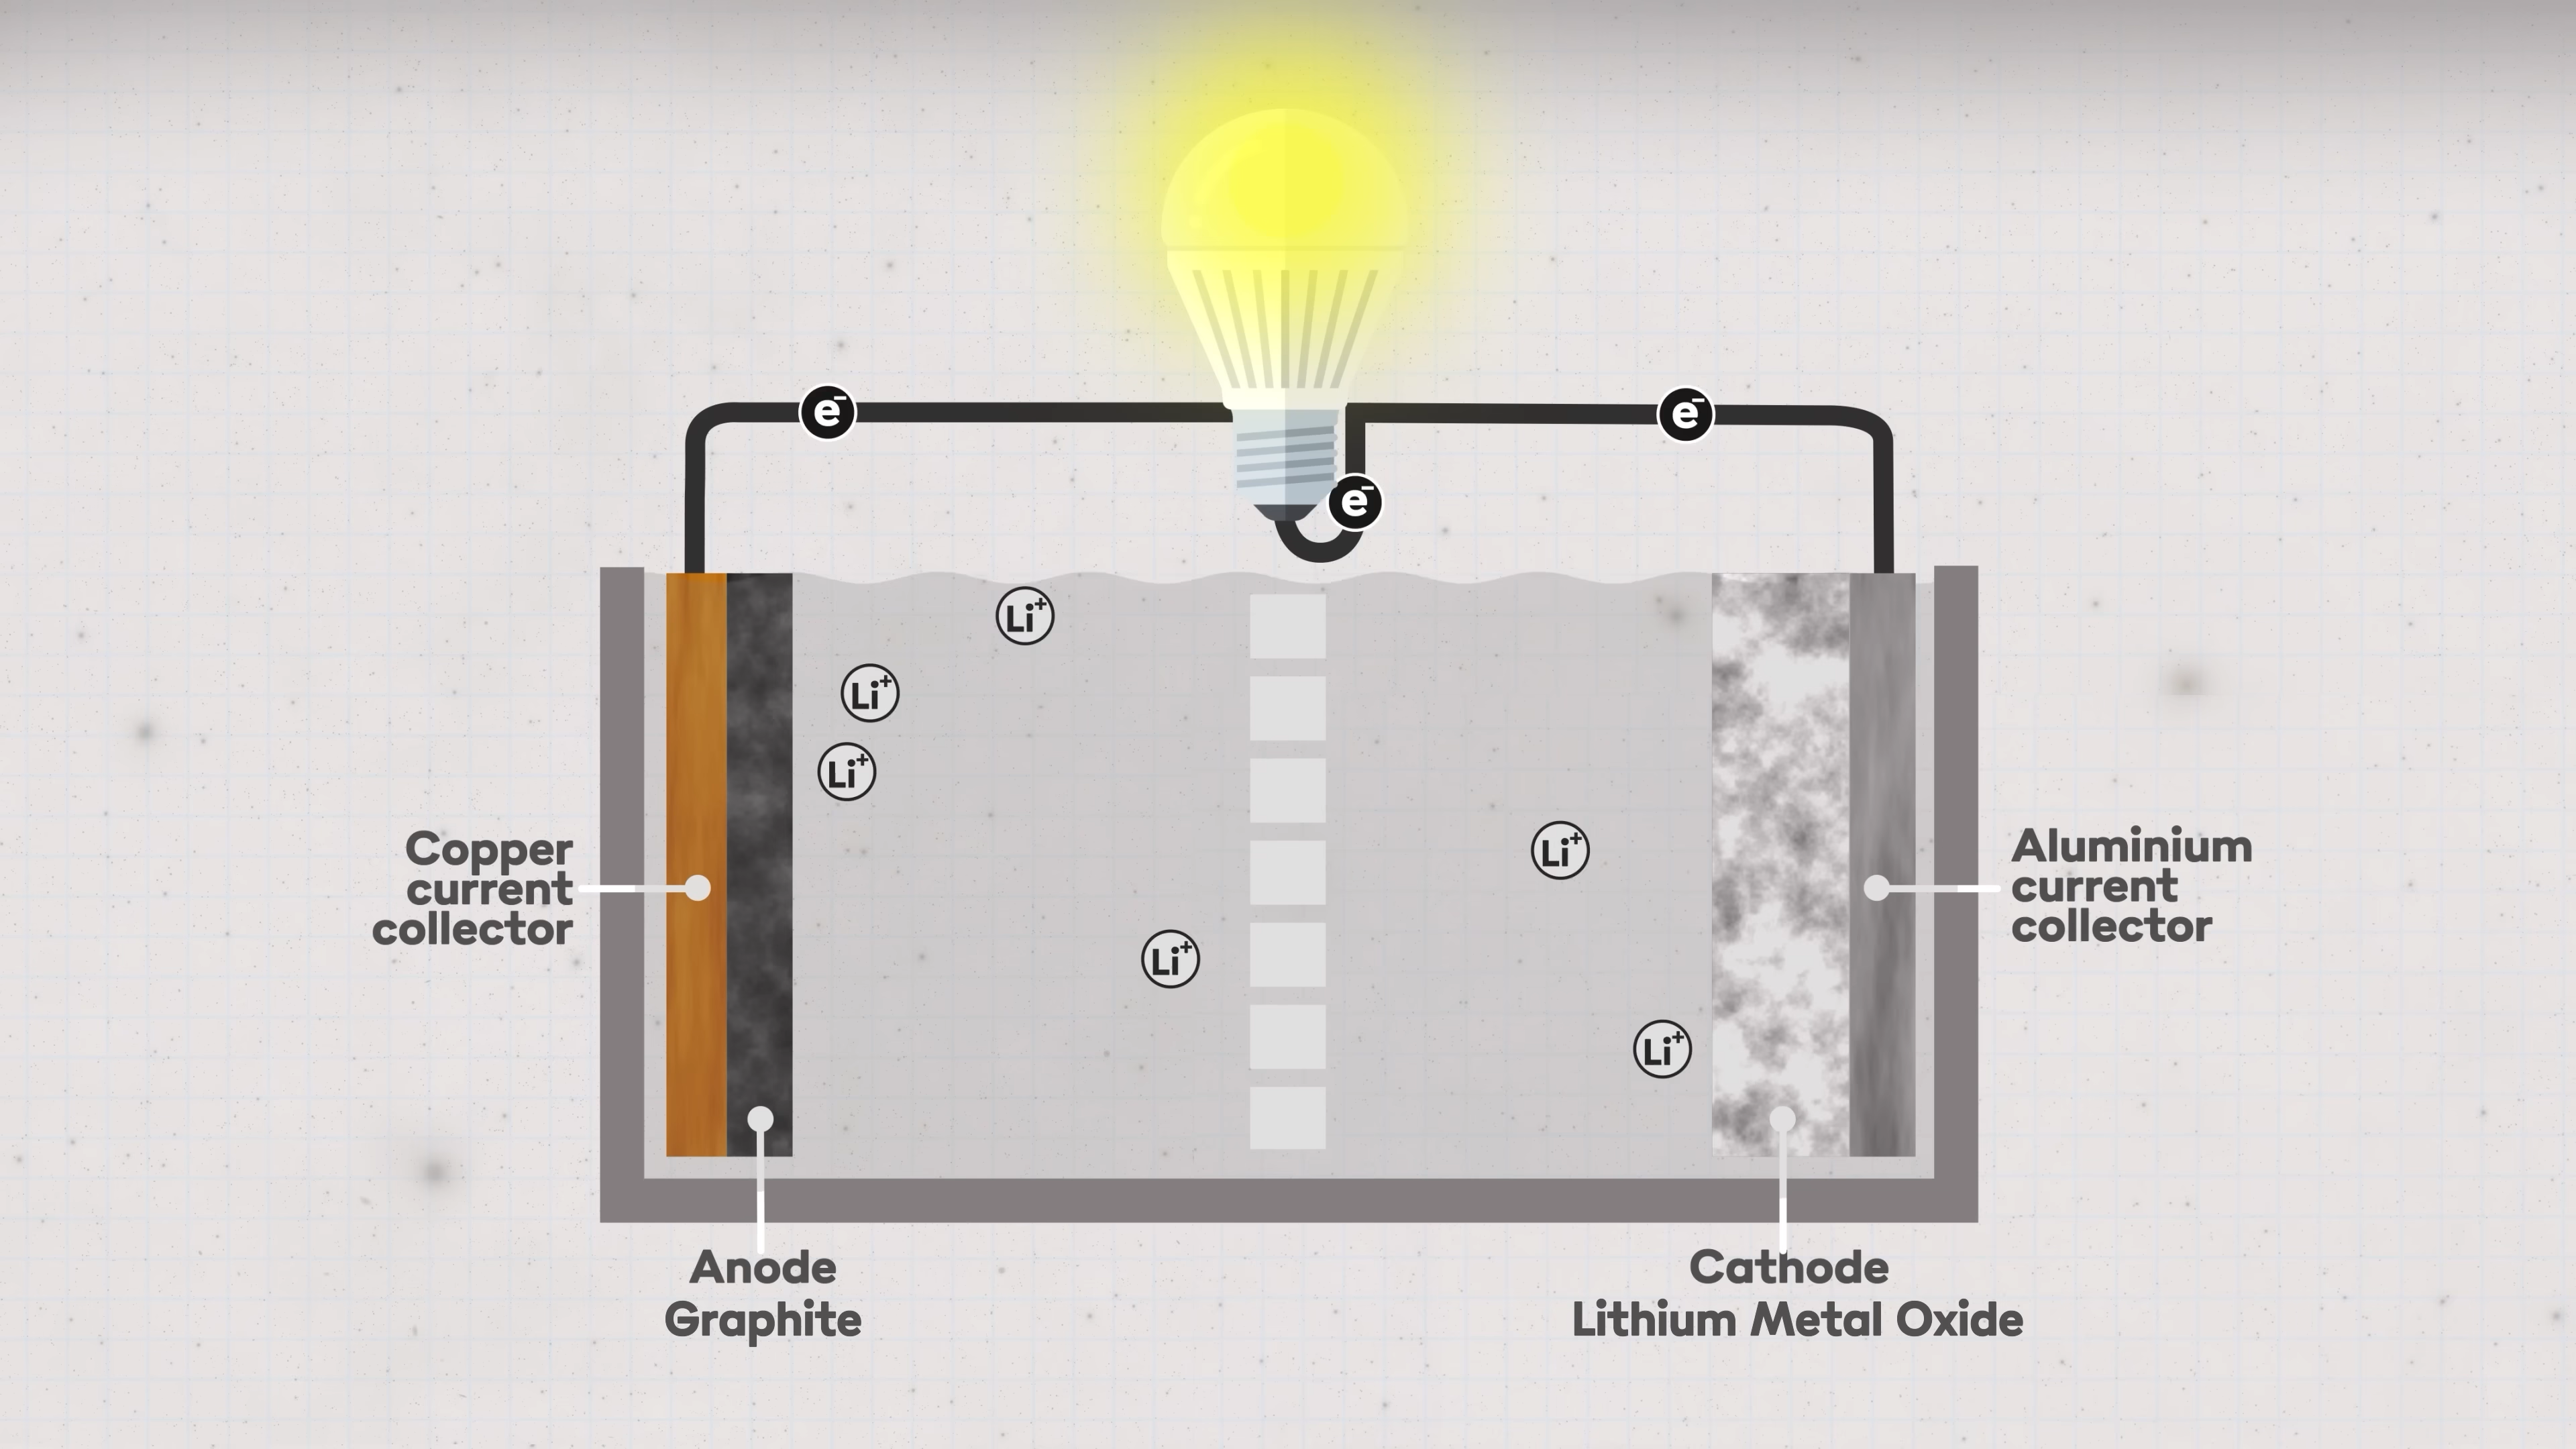 e⁻
e⁻
e⁻
Li⁺
Li⁺
Li⁺
Li⁺
Li⁺
Li⁺
Copper
current
collector
Aluminium
current
collector
Anode
Graphite
Cathode
Lithium Metal Oxide